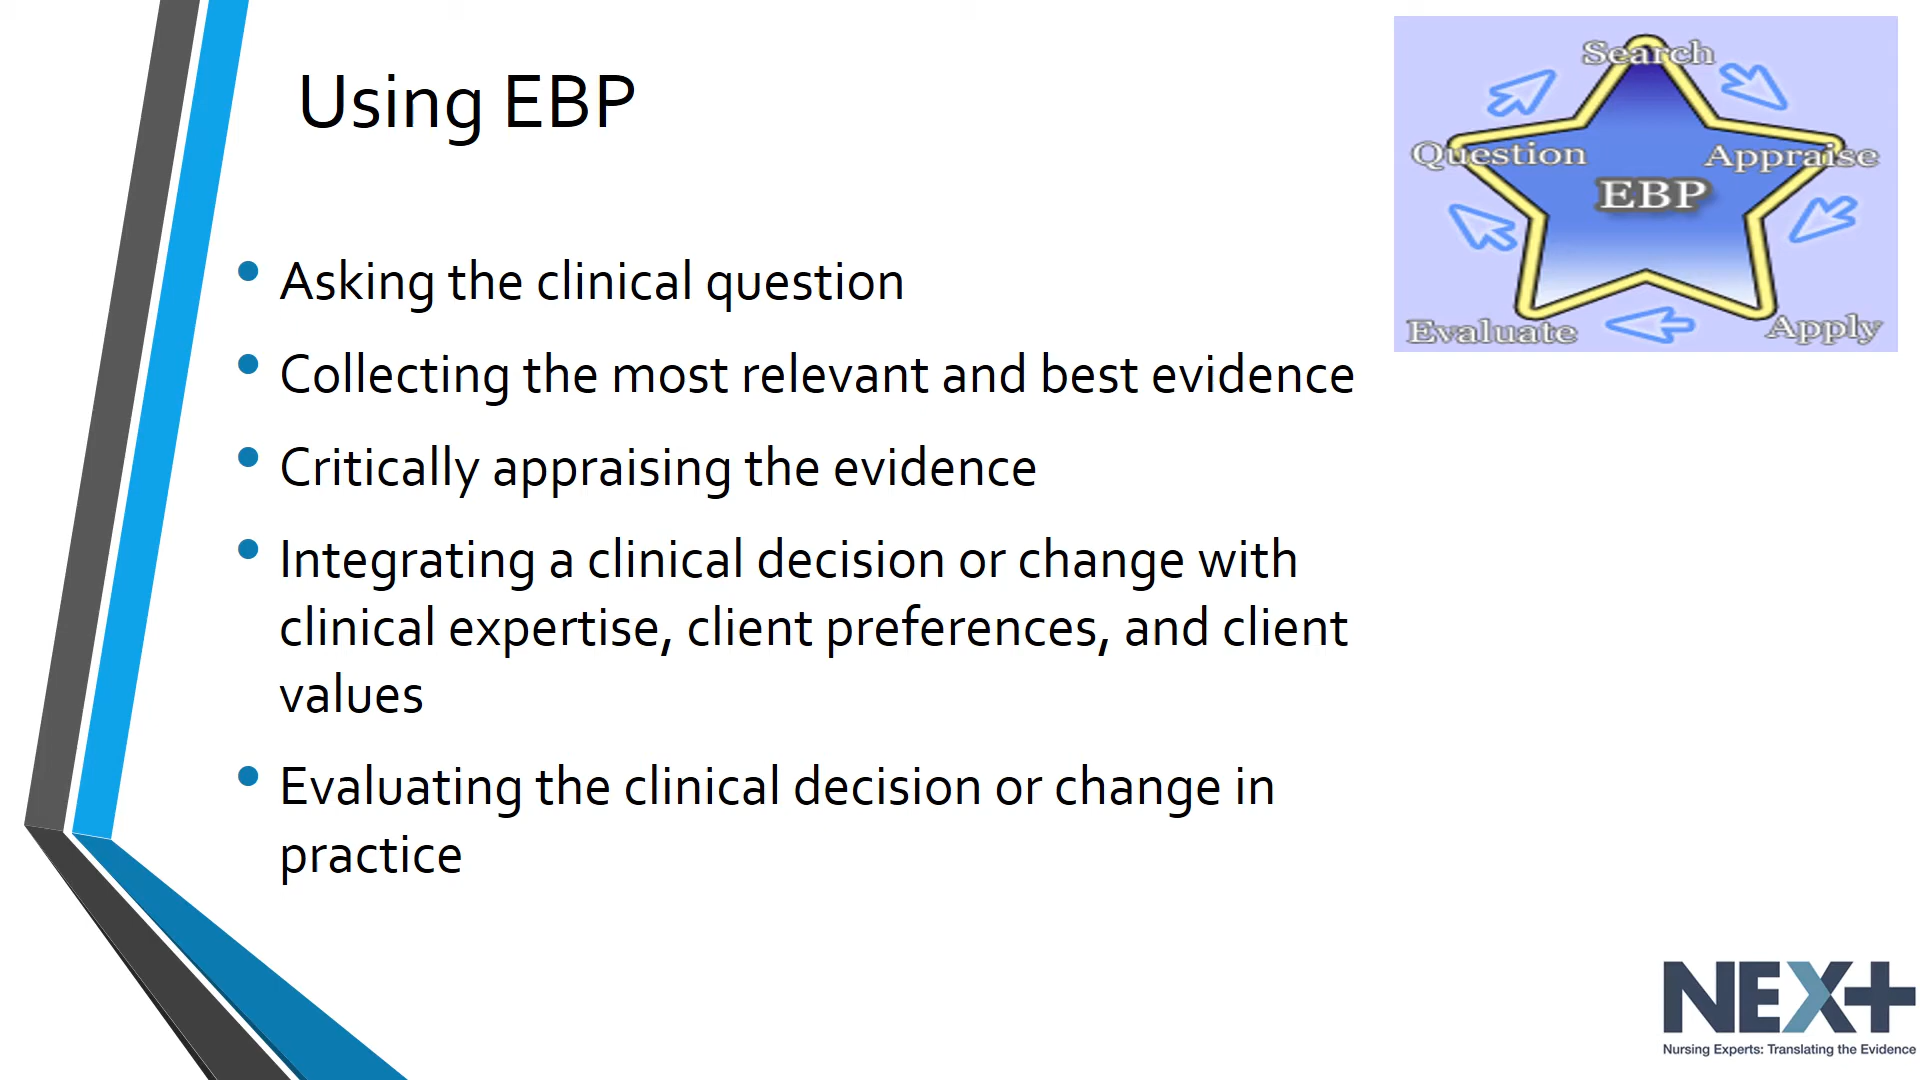 Using EBP
Asking the clinical question
Collecting the most relevant and best evidence
Critically appraising the evidence
Integrating a clinical decision or change with
clinical expertise, client preferences, and client
values
Evaluating the clinical decision or change in
practice
Search
Question
Appraise
EBP
Evaluate
Apply
NEX+
Nursing Experts: Translating the Evidence